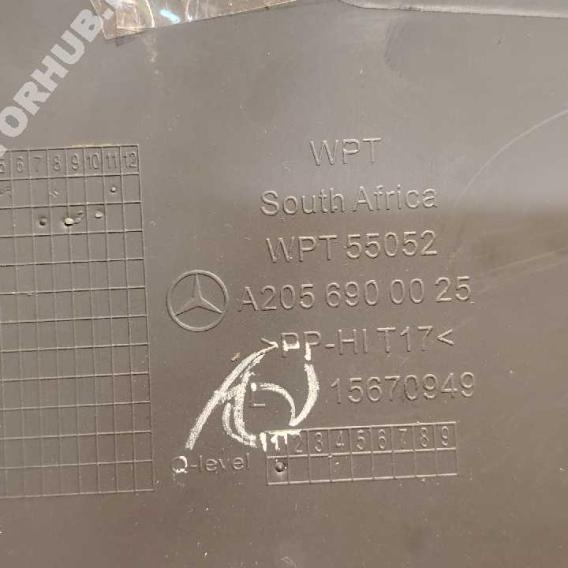 WPT
South Africa
WPT 55052
A205 690 00 25
>PP-HI T17<
L 15670949
Q-level 1 2 3 4 5 6 7 8 9
5 6 7 8 9 10 11 12
ORHUB.